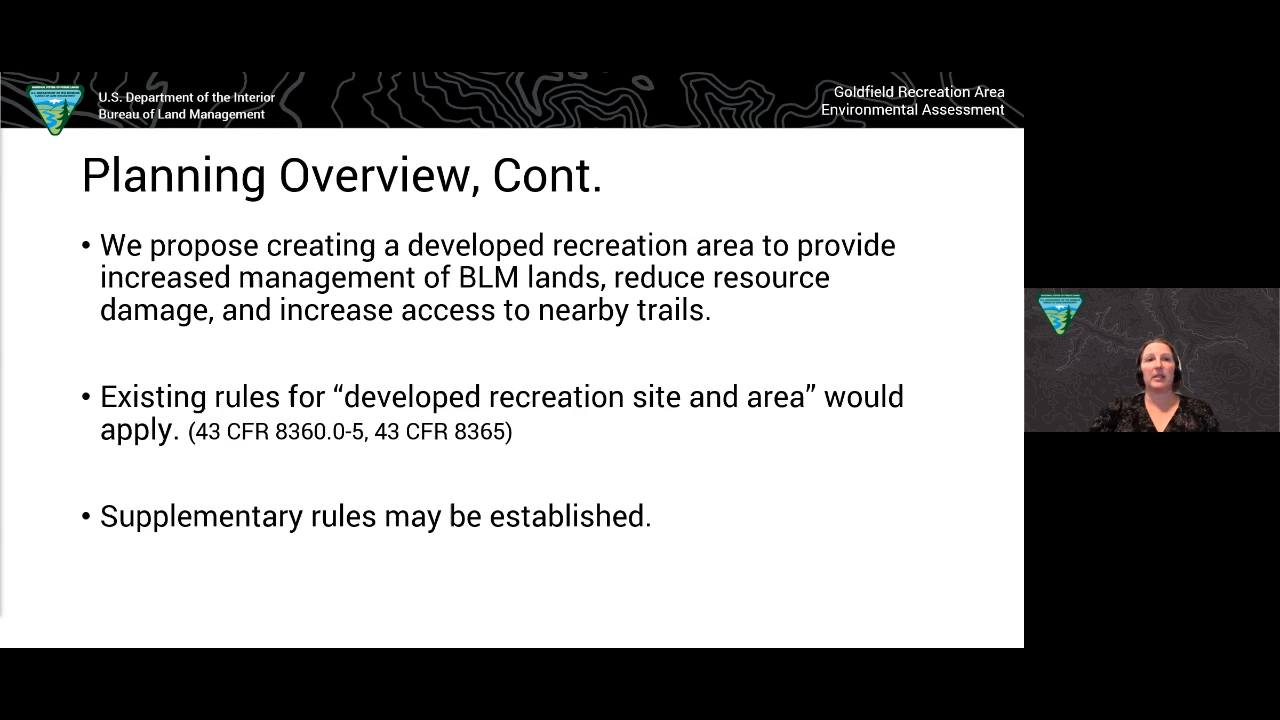 U.S. Department of the Interior
Bureau of Land Management
Goldfield Recreation Area
Environmental Assessment
Planning Overview, Cont.
• We propose creating a developed recreation area to provide
increased management of BLM lands, reduce resource
damage, and increase access to nearby trails.
• Existing rules for “developed recreation site and area” would
apply. (43 CFR 8360.0-5, 43 CFR 8365)
• Supplementary rules may be established.